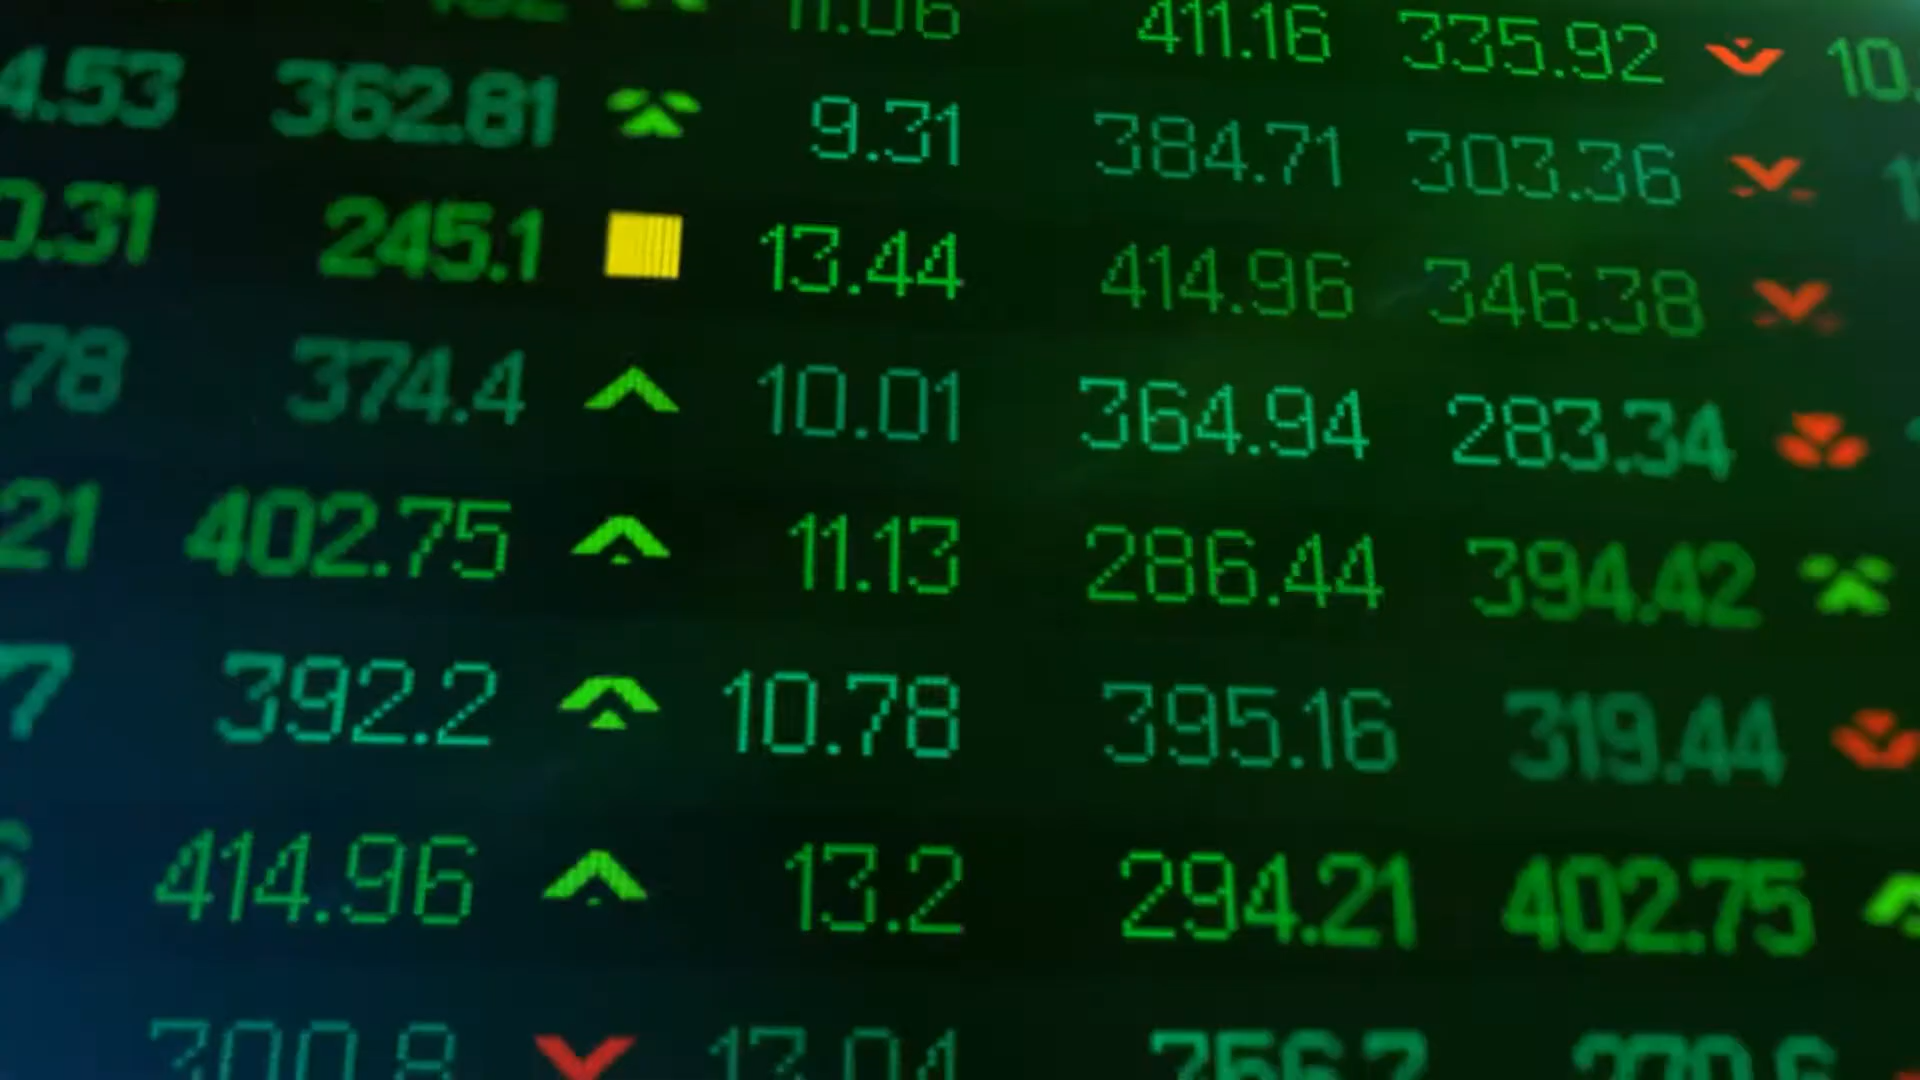 11.06 411.16 335.92 10.
4.53 362.81 9.31 384.71 303.36
0.31 245.1 13.44 414.96 346.38
78 374.4 10.01 364.94 283.34
21 402.75 11.13 286.44 394.42
7 392.2 10.78 395.16 319.44
6 414.96 13.2 294.21 402.75